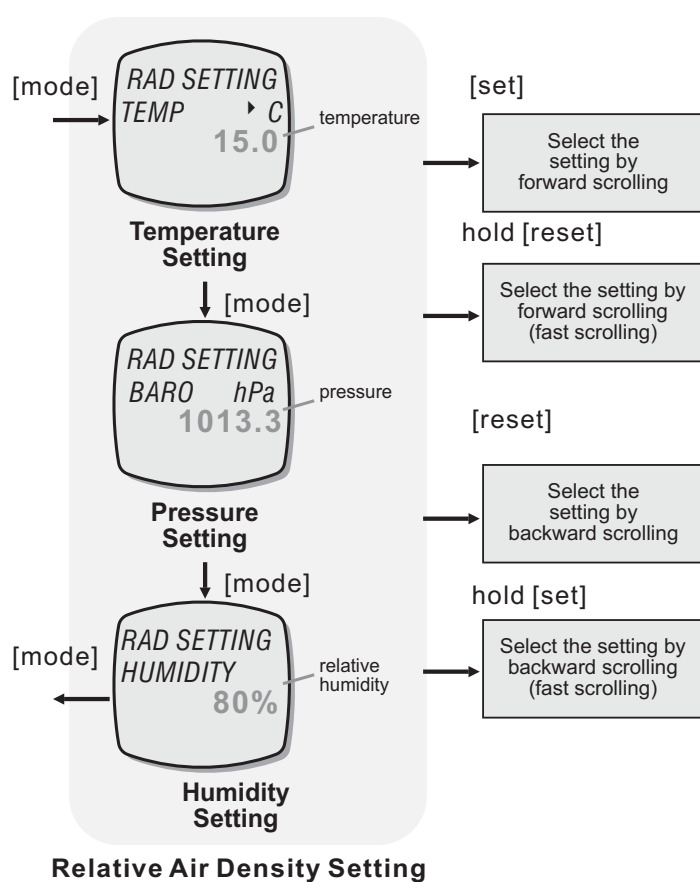 [mode]
RAD SETTING
TEMP ‣ C
15.0
temperature
Temperature
Setting
[mode]
RAD SETTING
BARO hPa
1013.3
pressure
Pressure
Setting
[mode]
RAD SETTING
HUMIDITY
80%
relative
humidity
[mode]
Humidity
Setting
[set]
Select the
setting by
forward scrolling
hold [reset]
Select the setting by
forward scrolling
(fast scrolling)
[reset]
Select the
setting by
backward scrolling
hold [set]
Select the setting by
backward scrolling
(fast scrolling)
Relative Air Density Setting